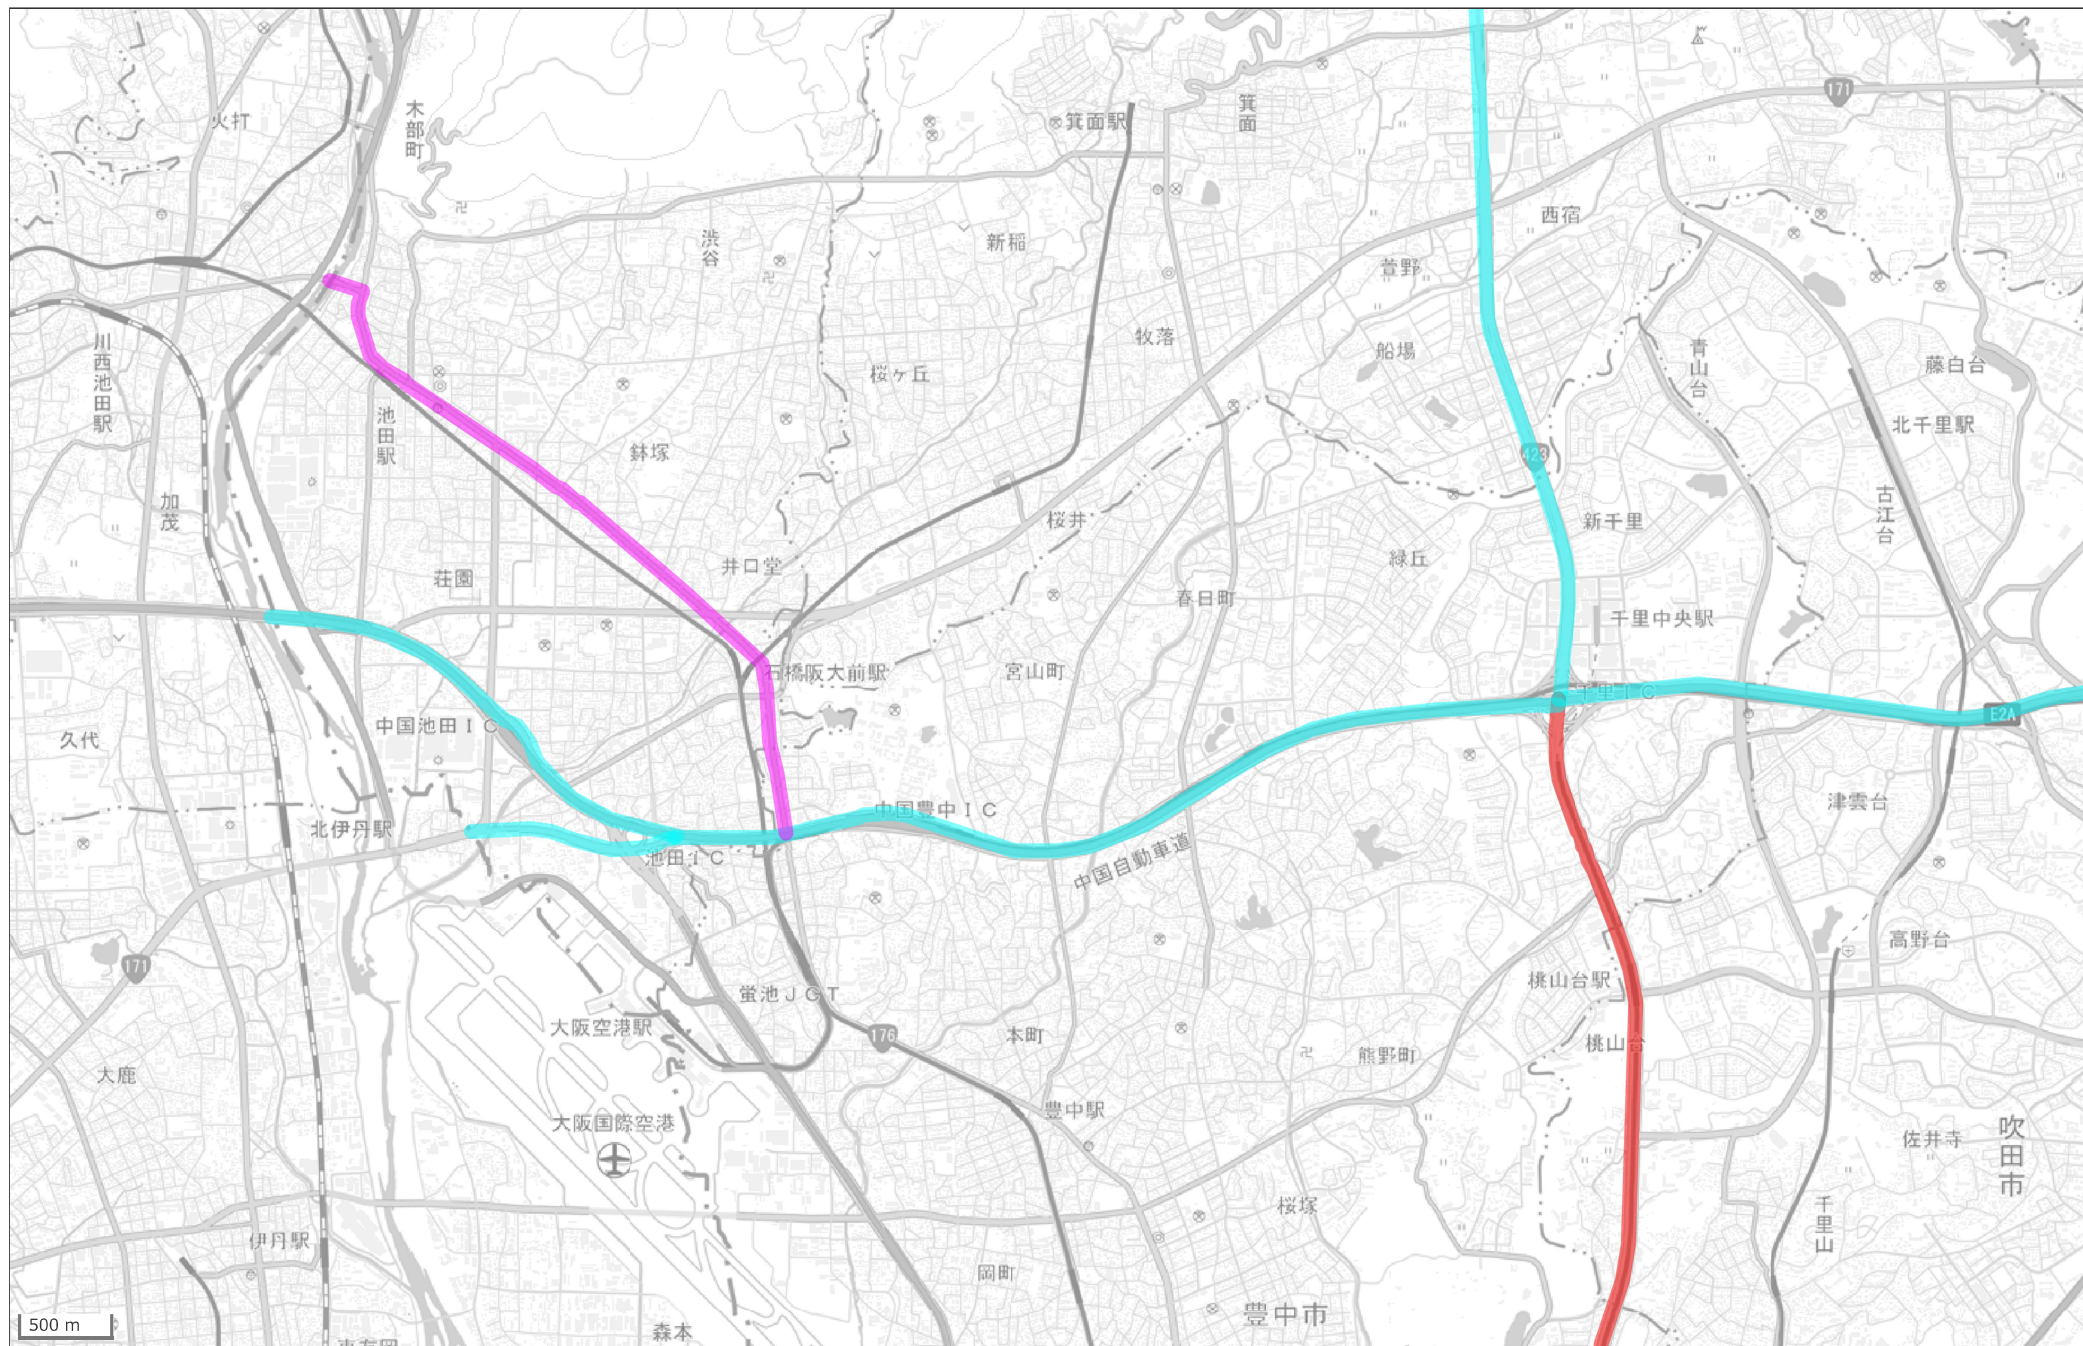 171
火打
木部町
箕面駅
箕面
渋谷
新稲
西宿
萱野
川西池田駅
池田駅
桜ヶ丘
牧落
船場
青山台
藤白台
北千里駅
鉢塚
423
加茂
桜井
新千里
古江台
井口堂
緑丘
荘園
春日町
千里中央駅
石橋阪大前駅
宮山町
千里ＩＣ
E2A
久代
中国池田ＩＣ
中国豊中ＩＣ
津雲台
北伊丹駅
池田ＩＣ
中国自動車道
高野台
171
桃山台駅
蛍池ＪＣＴ
大阪空港駅
176
本町
桃山台
熊野町
大鹿
豊中駅
大阪国際空港
吹田市
佐井寺
桜塚
千里山
伊丹駅
岡町
豊中市
500 m
森本